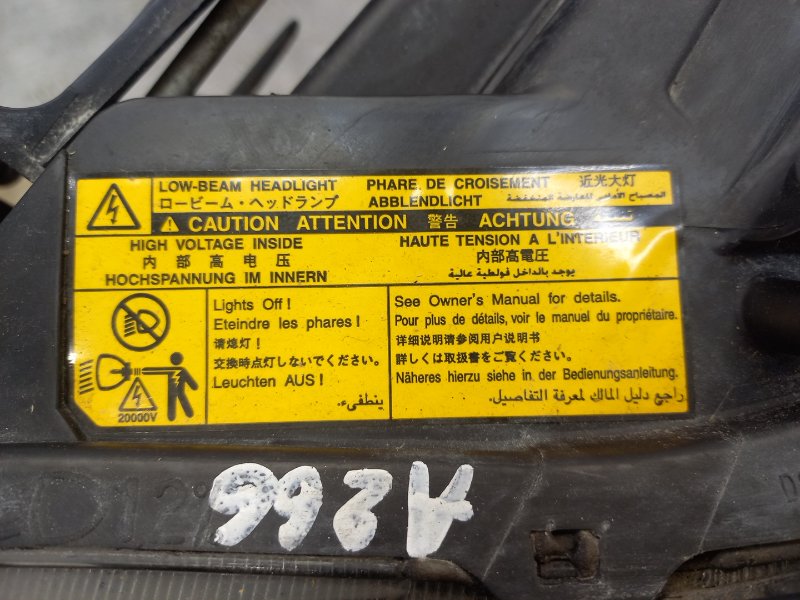 LOW-BEAM HEADLIGHT PHARE DE CROISEMENT 近光大灯
ロービーム・ヘッドランプ ABBLENDLICHT المصباح الأمامي للعارضة المنخفضة
CAUTION ATTENTION 警告 ACHTUNG
HIGH VOLTAGE INSIDE HAUTE TENSION A L'INTERIEUR
内部高电压 内部高電圧
HOCHSPANNUNG IM INNERN يوجد بالداخل فولطية عالية
Lights Off !
Eteindre les phares !
请熄灯！
交換時点灯しないでください。
Leuchten AUS !
ينطفىء.
20000V
See Owner's Manual for details.
Pour plus de détails, voir le manuel du propriétaire.
详细说明请参阅用户说明书
詳しくは取扱書をご覧ください。
Näheres hierzu siehe in der Bedienungsanleitung.
راجع دليل المالك لمعرفة التفاصيل.
A266